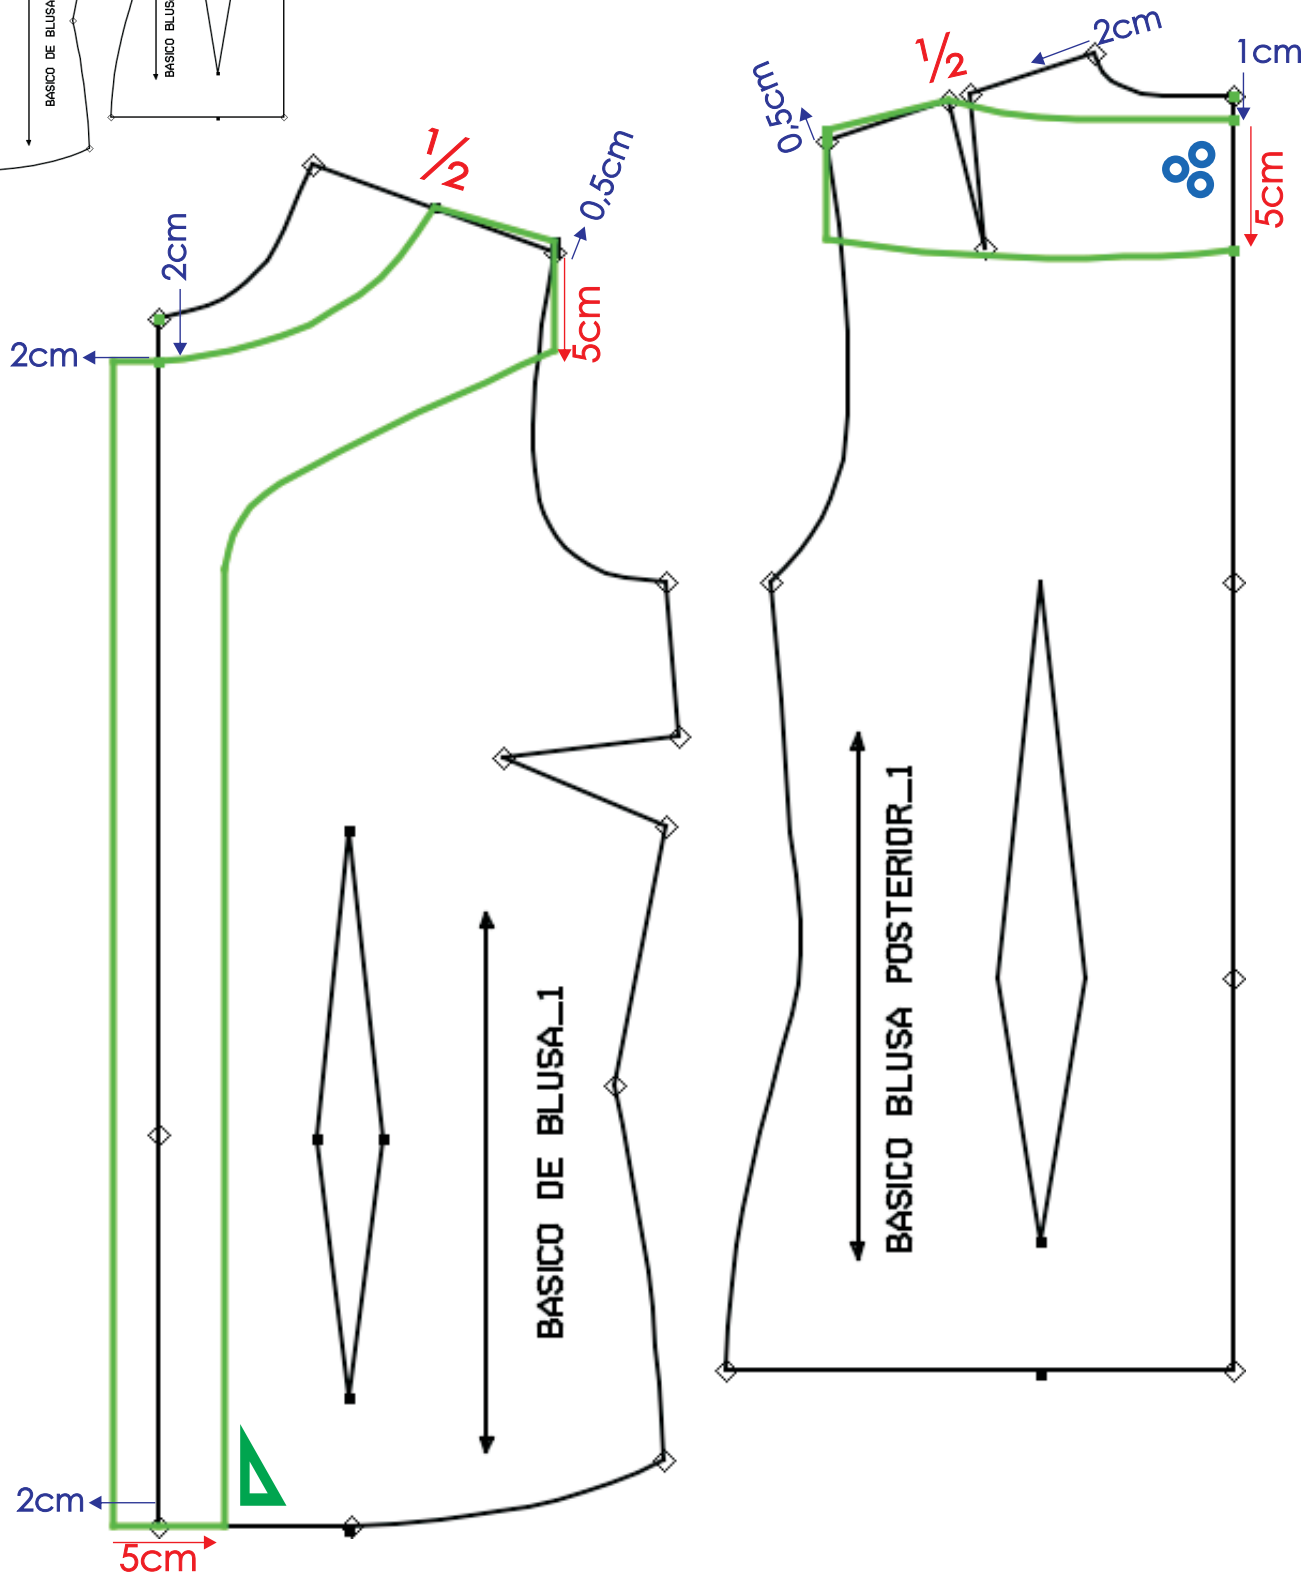 BASICO DE BLUSA
BASICO BLUS
½
2cm
1cm
0,5cm
½
0,5cm
2cm
5cm
5cm
2cm
BASICO DE BLUSA_1
BASICO BLUSA POSTERIOR_1
2cm
5cm